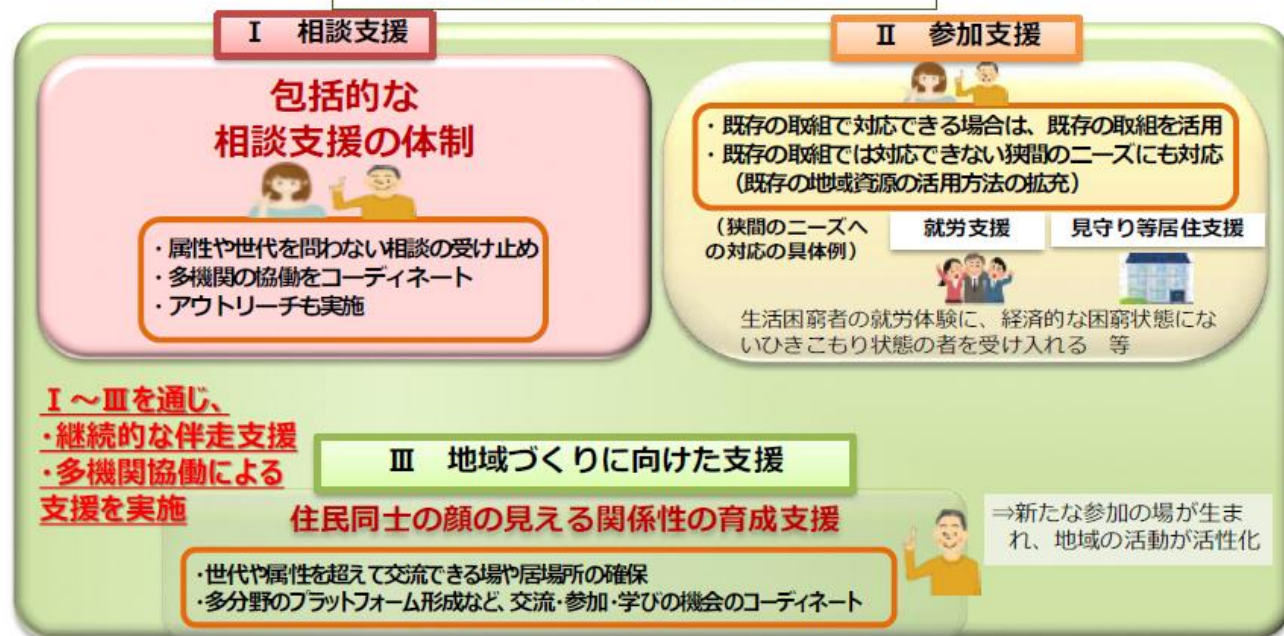 Ⅰ　相談支援
包括的な
相談支援の体制
・属性や世代を問わない相談の受け止め
・多機関の協働をコーディネート
・アウトリーチも実施
Ⅱ　参加支援
・既存の取組で対応できる場合は、既存の取組を活用
・既存の取組では対応できない狭間のニーズにも対応
（既存の地域資源の活用方法の拡充）
（狭間のニーズへ
の対応の具体例）
就労支援
見守り等居住支援
生活困窮者の就労体験に、経済的な困窮状態にな
いひきこもり状態の者を受け入れる　等
Ⅰ～Ⅲを通じ、
・継続的な伴走支援
・多機関協働による
支援を実施
Ⅲ　地域づくりに向けた支援
住民同士の顔の見える関係性の育成支援
・世代や属性を超えて交流できる場や居場所の確保
・多分野のプラットフォーム形成など、交流・参加・学びの機会のコーディネート
⇒新たな参加の場が生ま
れ、地域の活動が活性化